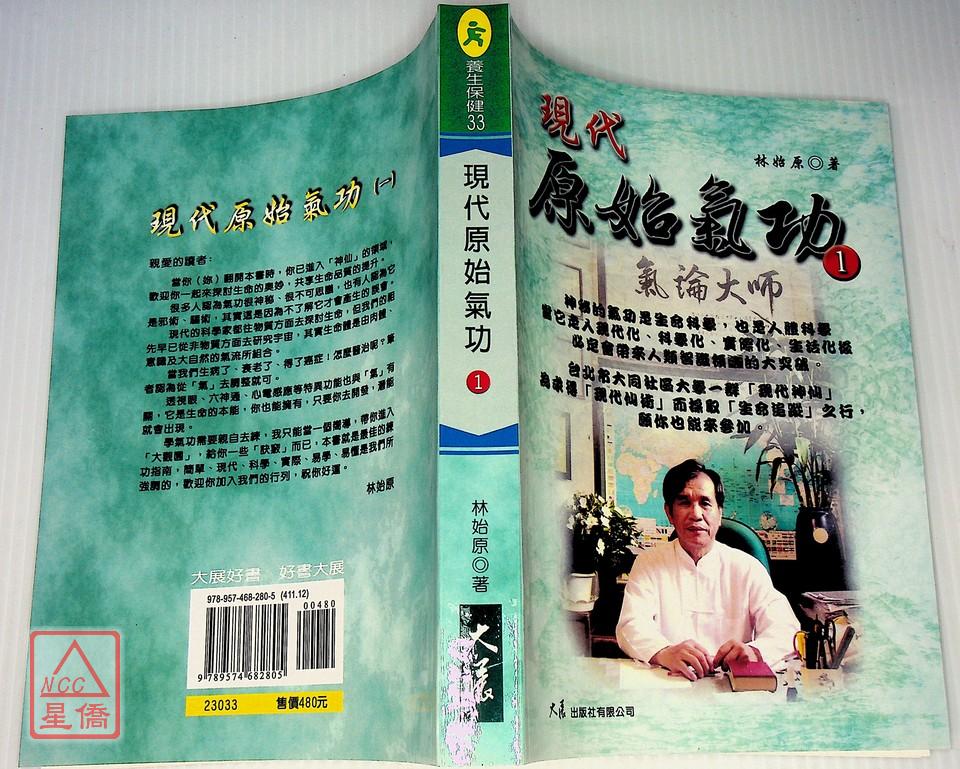 現代原始氣功(一)
親愛的讀者：
當你（妳）翻開本書時，你已進入「神仙」的領域，
歡迎你一起來探討生命的奧妙，共享生命品質的提升。
很多人認為氣功很神秘、很不可思議，也有人認為它
是邪術、騙術，其實這是因為不了解它才會產生的誤會。
現代的科學家都往物質方面去探討生命，但我們的祖
先早已從非物質方面去研究宇宙，其實生命體是由肉體、
意識及大自然的氣流所組合。
當我們生病了、衰老了、得了癌症！怎麼醫治呢？筆
者認為從「氣」去調整就可。
透視眼、六神通、心電感應等特異功能也與「氣」有
關，它是生命的本能，你也能擁有，只要你去開發，潛能
就會出現。
學氣功需要親自去練，我只能當一個嚮導，帶你進入
「大觀園」，給你一些「訣竅」而已，本書就是最佳的練
功指南，簡單、現代、科學、實際、易學、易懂是我們所
強調的，歡迎你加入我們的行列，祝你好運。
林始原
大展好書　好書大展
978-957-468-280-5 (411.12)
00480
9789574682805
23033　售價480元
NCC
星僑
養生保健33
現代原始氣功
1
林始原◎著
大展
現代
林始原◎著
原始氣功
1
氣論大師
神秘的氣功是生命科學，也是人體科學
當它走入現代化、科學化、實際化、生活化後
必定會帶來人類智慧領識的大突破。
台北市大同社區大學一群「現代神仙」
為求得「現代仙術」而採取「生命追蹤」之行，
願你也能來參加。
大展 出版社有限公司